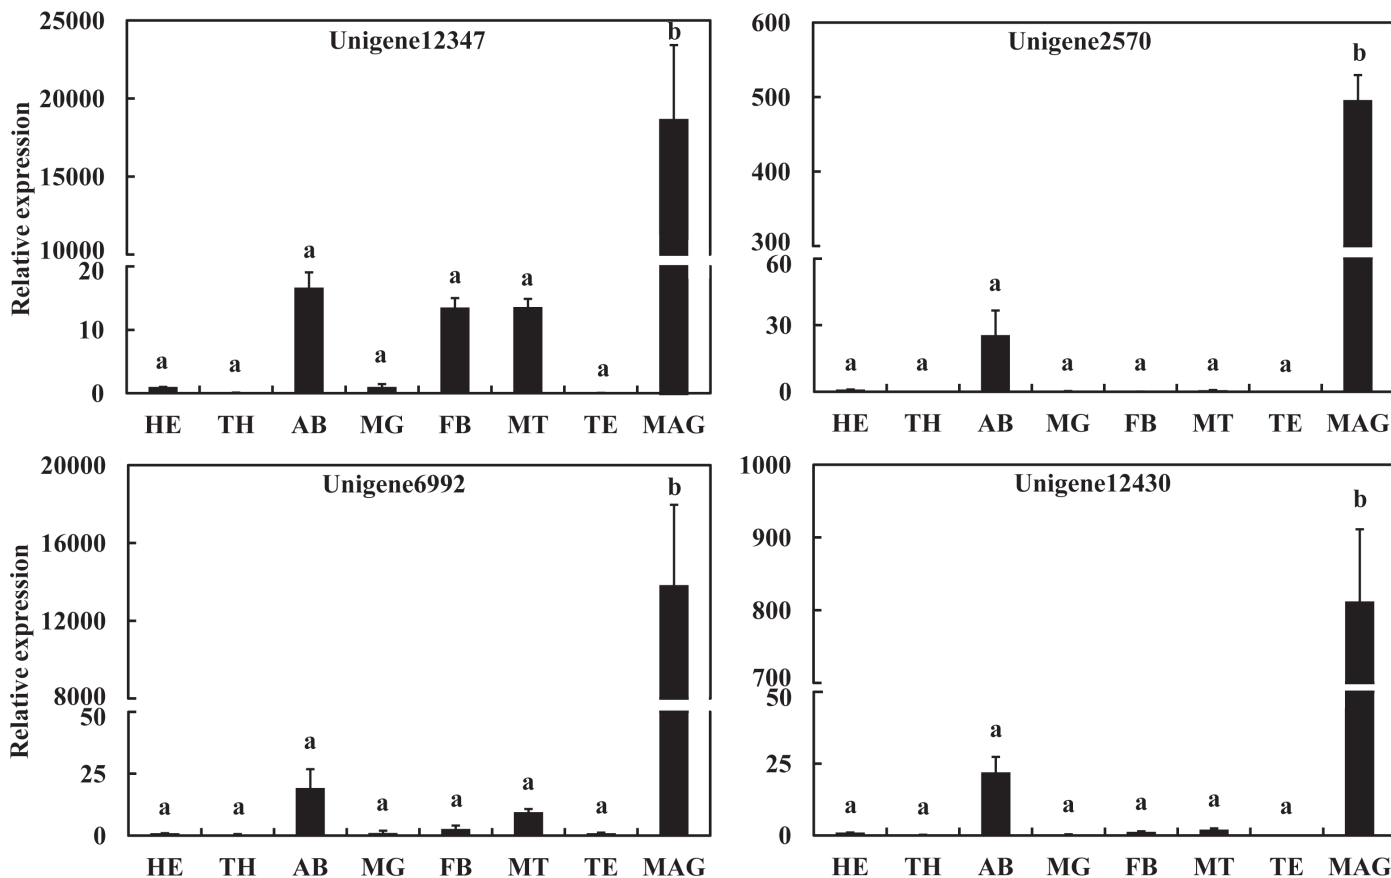 Unigene12347
Relative expression
25000
20000
15000
10000
20
10
0
a
a
a
a
a
a
a
b
HE TH AB MG FB MT TE MAG
Unigene2570
600
500
400
300
60
30
0
a
a
a
a
a
a
a
b
HE TH AB MG FB MT TE MAG
Unigene6992
Relative expression
20000
16000
12000
8000
50
25
0
a
a
a
a
a
a
a
b
HE TH AB MG FB MT TE MAG
Unigene12430
1000
900
800
700
50
25
0
a
a
a
a
a
a
a
b
HE TH AB MG FB MT TE MAG